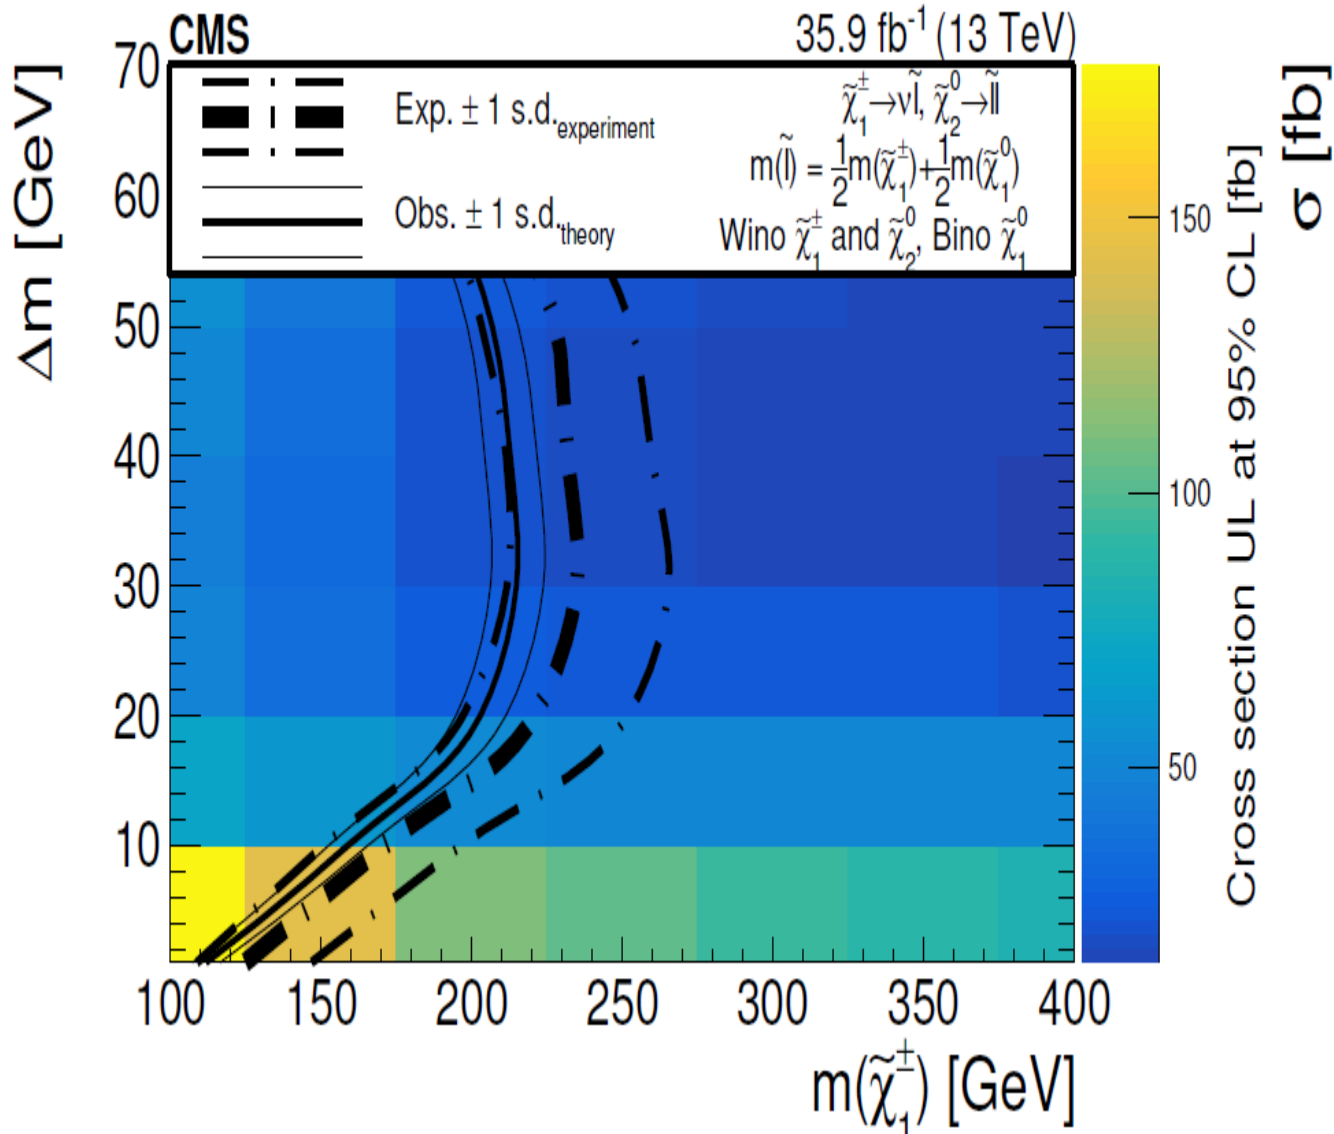 CMS 35.9 fb⁻¹ (13 TeV)
Δm [GeV]
70
60
50
40
30
20
10
Exp. ± 1 s.d.experiment
Obs. ± 1 s.d.theory
χ̃₁^± → νl̃, χ̃₂⁰ → l̃l
m(l̃) = ½m(χ̃₁^±)+½m(χ̃₁⁰)
Wino χ̃₁^± and χ̃₂⁰, Bino χ̃₁⁰
100 150 200 250 300 350 400
m(χ̃₁^±) [GeV]
150
100
50
Cross section UL at 95% CL [fb]
σ [fb]